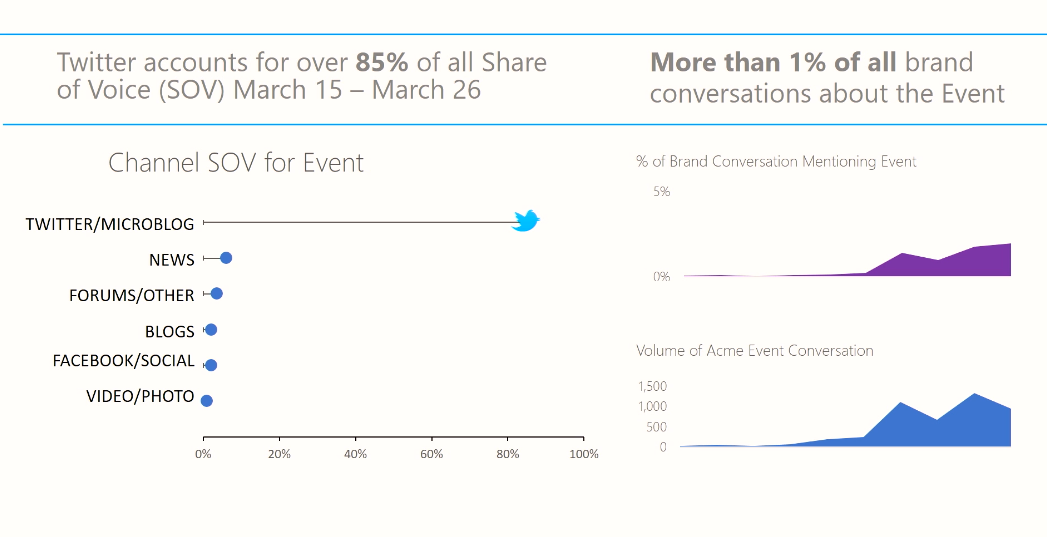 Twitter accounts for over 85% of all Share
of Voice (SOV) March 15 – March 26
More than 1% of all brand
conversations about the Event
Channel SOV for Event
TWITTER/MICROBLOG
NEWS
FORUMS/OTHER
BLOGS
FACEBOOK/SOCIAL
VIDEO/PHOTO
0% 20% 40% 60% 80% 100%
% of Brand Conversation Mentioning Event
5%
0%
Volume of Acme Event Conversation
1,500
1,000
500
0